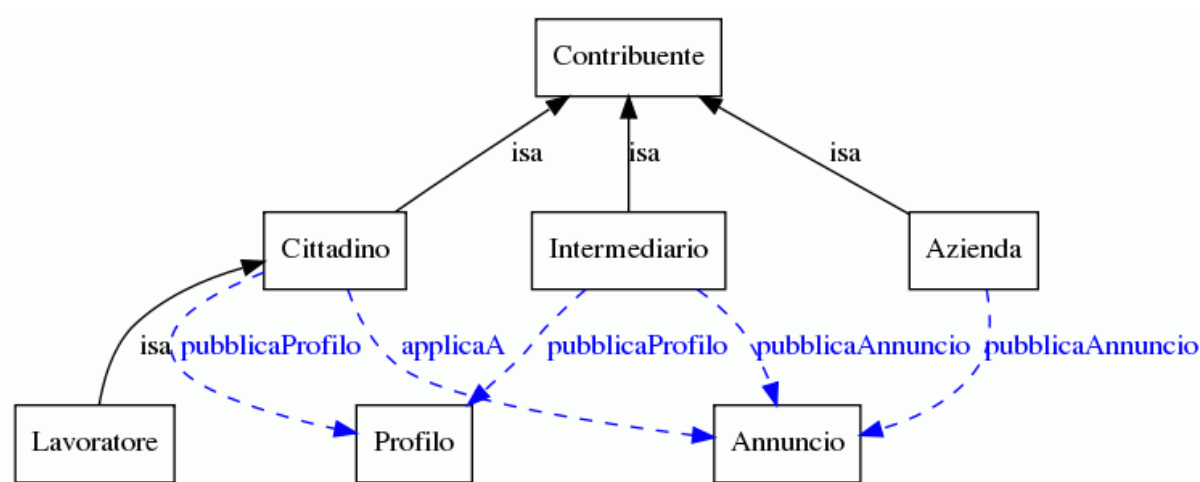 Contribuente
isa
isa
isa
Cittadino
Intermediario
Azienda
isa
pubblicaProfilo
applicaA
pubblicaProfilo
pubblicaAnnuncio
pubblicaAnnuncio
Lavoratore
Profilo
Annuncio